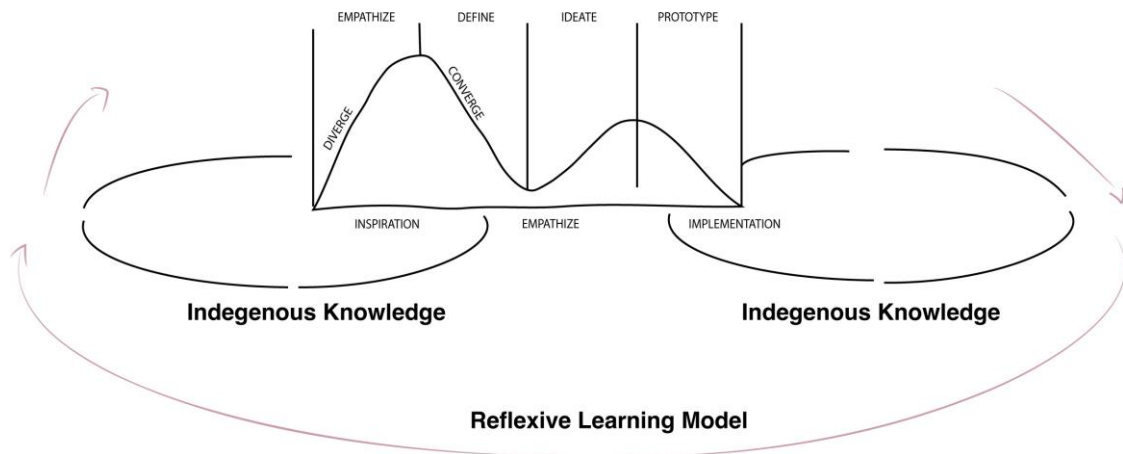 EMPATHIZE DEFINE IDEATE PROTOTYPE
DIVERGE
CONVERGE
INSPIRATION EMPATHIZE IMPLEMENTATION
Indegenous Knowledge Indegenous Knowledge
Reflexive Learning Model